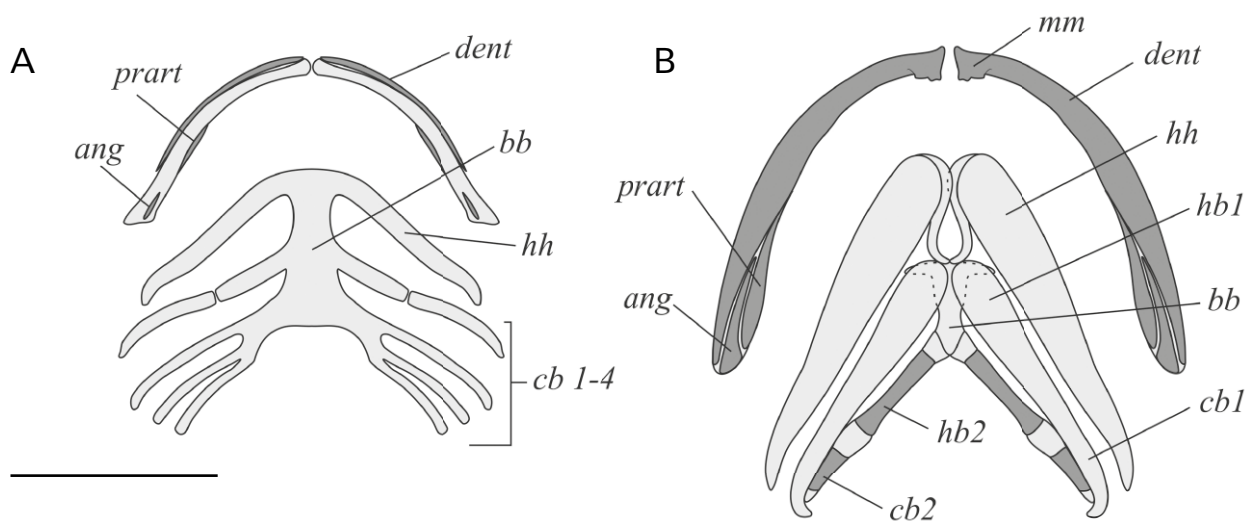 A
dent
prart
ang
bb
hh
cb 1-4
B
mm
dent
hh
prart
hb1
ang
bb
cb1
hb2
cb2